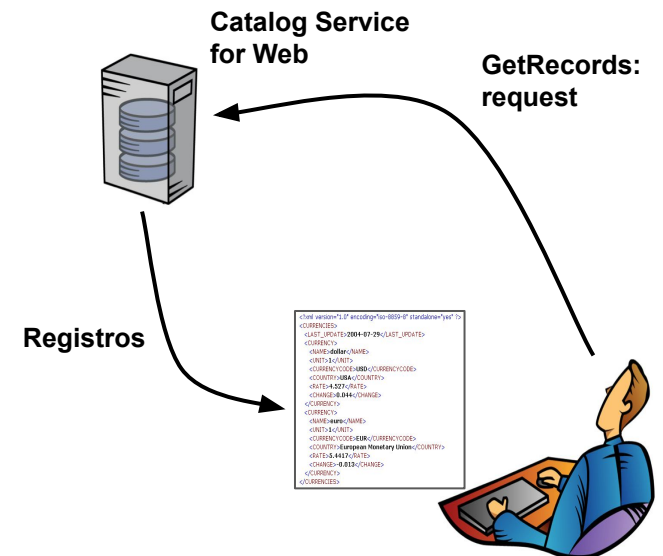 Catalog Service
for Web
GetRecords:
request
Registros
<?xml version="1.0" encoding="iso-8859-8" standalone="yes" ?>
<CURRENCIES>
<LAST_UPDATE>2004-07-29</LAST_UPDATE>
<CURRENCY>
<NAME>dollar</NAME>
<UNIT>1</UNIT>
<CURRENCYCODE>USD</CURRENCYCODE>
<COUNTRY>USA</COUNTRY>
<RATE>4.527</RATE>
<CHANGE>0.044</CHANGE>
</CURRENCY>
<CURRENCY>
<NAME>euro</NAME>
<UNIT>1</UNIT>
<CURRENCYCODE>EUR</CURRENCYCODE>
<COUNTRY>European Monetary Union</COUNTRY>
<RATE>5.4417</RATE>
<CHANGE>-0.013</CHANGE>
</CURRENCY>
</CURRENCIES>